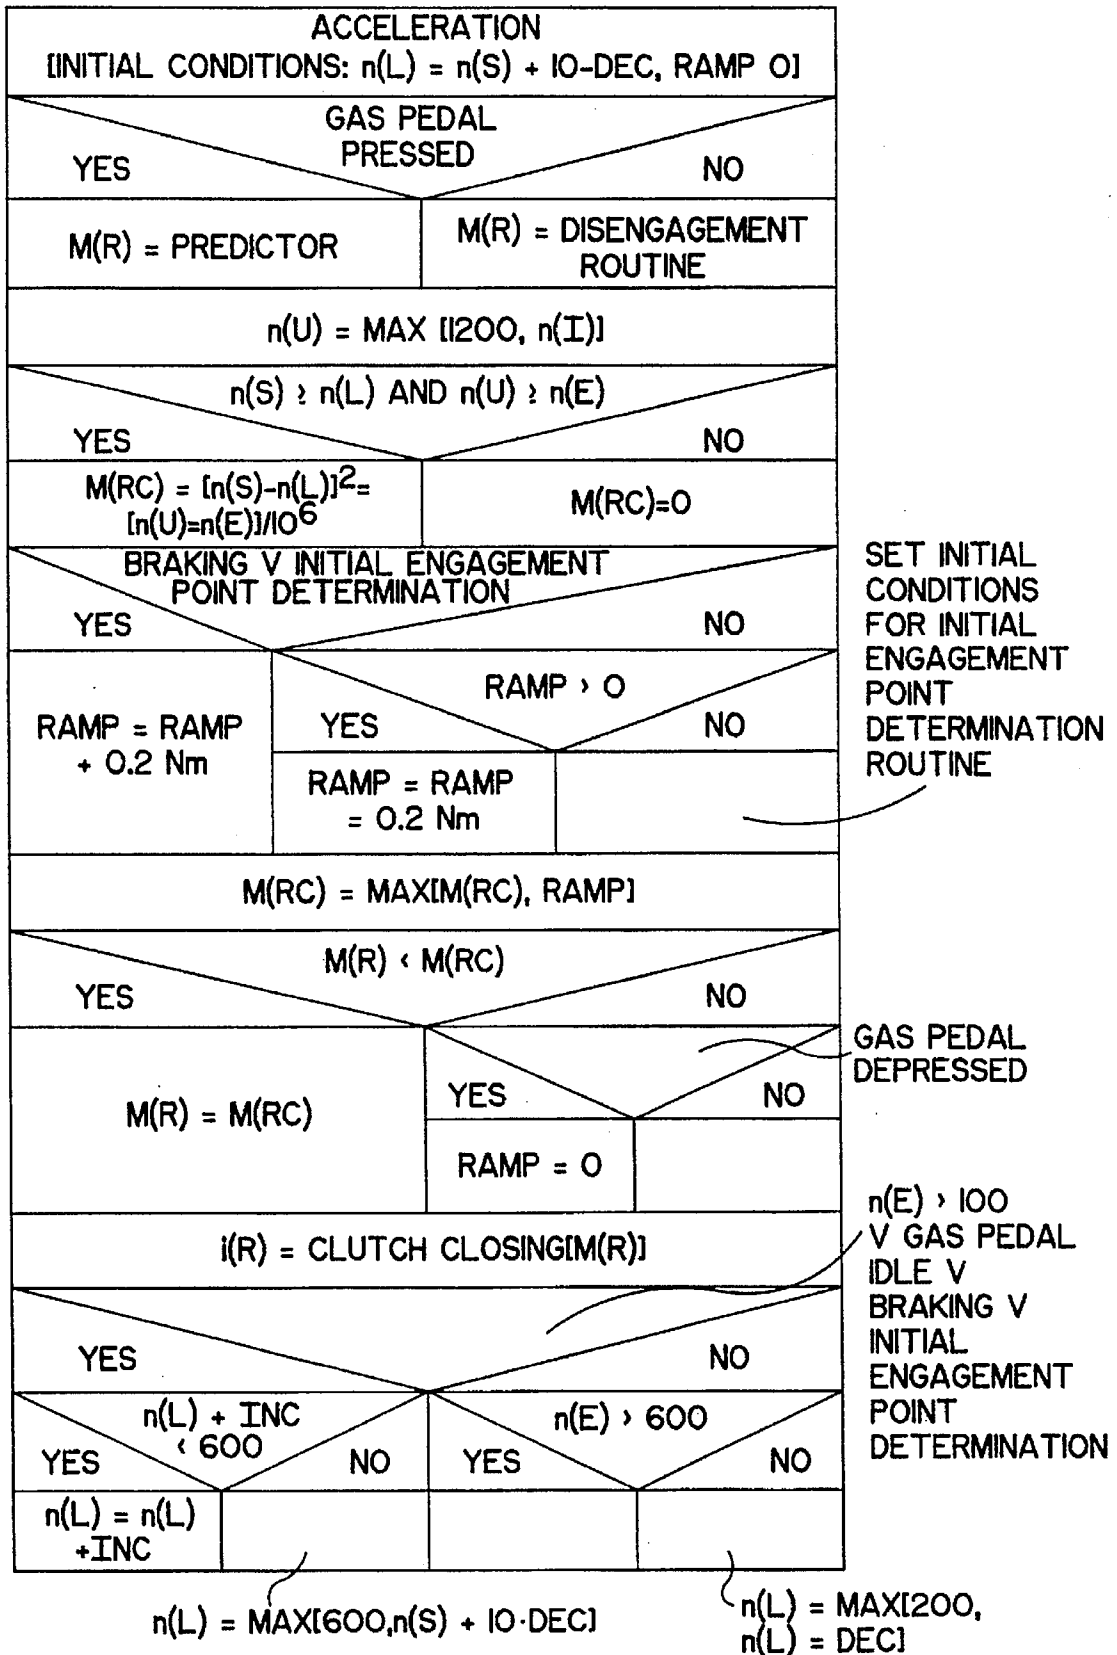 ACCELERATION
[INITIAL CONDITIONS: n(L) = n(S) + 10-DEC, RAMP 0]
GAS PEDAL
PRESSED
YES
NO
M(R) = PREDICTOR
M(R) = DISENGAGEMENT
ROUTINE
n(U) = MAX [1200, n(I)]
n(S) ≥ n(L) AND n(U) ≥ n(E)
YES
NO
M(RC) = [n(S)-n(L)]²=
[n(U)=n(E)]/10⁶
M(RC)=0
BRAKING V INITIAL ENGAGEMENT
POINT DETERMINATION
YES
NO
SET INITIAL
CONDITIONS
FOR INITIAL
ENGAGEMENT
POINT
DETERMINATION
ROUTINE
RAMP = RAMP
+ 0.2 Nm
RAMP > 0
YES
NO
RAMP = RAMP
= 0.2 Nm
M(RC) = MAX[M(RC), RAMP]
M(R) < M(RC)
YES
NO
M(R) = M(RC)
GAS PEDAL
DEPRESSED
YES
NO
RAMP = 0
i(R) = CLUTCH CLOSING[M(R)]
n(E) > 100
V GAS PEDAL
IDLE V
BRAKING V
INITIAL
ENGAGEMENT
POINT
DETERMINATION
YES
NO
n(L) + INC
< 600
YES
NO
n(E) > 600
YES
NO
n(L) = n(L)
+INC
n(L) = MAX[600,n(S) + 10·DEC]
n(L) = MAX[200,
n(L) = DEC]